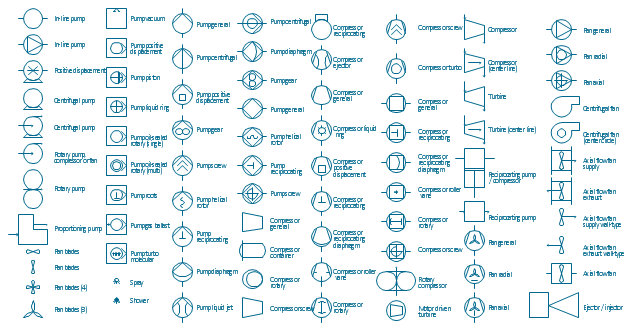 In-line pump
In-line pump
Positive displacement
Centrifugal pump
Centrifugal pump
Rotary pump,
compressor or fan
Rotary pump
Proportioning pump
Fan blades
Fan blades
Fan blades (4)
Fan blades (3)
Pump vacuum
Pump positive
displacement
Pump piston
Pump liquid ring
Pump oil sealed
rotary (single)
Pump oil sealed
rotary (multi)
Pump roots
Pump gas ballast
Pump turbo
molecular
Spray
Shower
Pump general
Pump centrifugal
Pump positive
displacement
Pump gear
Pump screw
Pump helical
rotor
Pump
reciprocating
Pump diaphragm
Pump liquid jet
Pump centrifugal
Pump diaphragm
Pump gear
Pump general
Pump helical
rotor
Pump
reciprocating
Pump screw
Compressor
general
Compressor
container
Compressor
rotary
Compressor screw
Compressor
reciprocating
Compressor
ejector
Compressor
general
Compressor liquid
ring
Compressor
positive
displacement
Compressor
reciprocating
Compressor
reciprocating
diaphragm
Compressor roller
vane
Compressor
rotary
Compressor screw
Compressor turbo
Compressor
general
Compressor
reciprocating
Compressor
reciprocating
diaphragm
Compressor roller
vane
Compressor
rotary
Compressor screw
Rotary
compressor
Motor driven
turbine
Compressor
Compressor
(center line)
Turbine
Turbine (center line)
Reciprocating pump
/ compressor
Reciprocating pump
Fan general
Fan radial
Fan axial
Fan general
Fan radial
Fan axial
Centrifugal fan
Centrifugal fan
(center conic)
Axial flow fan
supply
Axial flow fan
exhaust
Axial flow fan
supply wall-type
Axial flow fan
exhaust wall-type
Axial flow fan
Ejector / injector